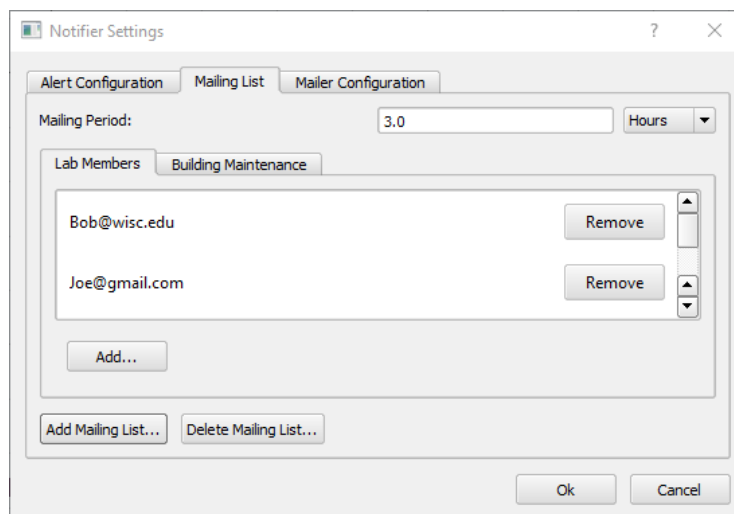 Notifier Settings ?
Alert Configuration Mailing List Mailer Configuration
Mailing Period: 3.0 Hours
Lab Members Building Maintenance
Bob@wisc.edu Remove
Joe@gmail.com Remove
Add...
Add Mailing List... Delete Mailing List...
Ok Cancel